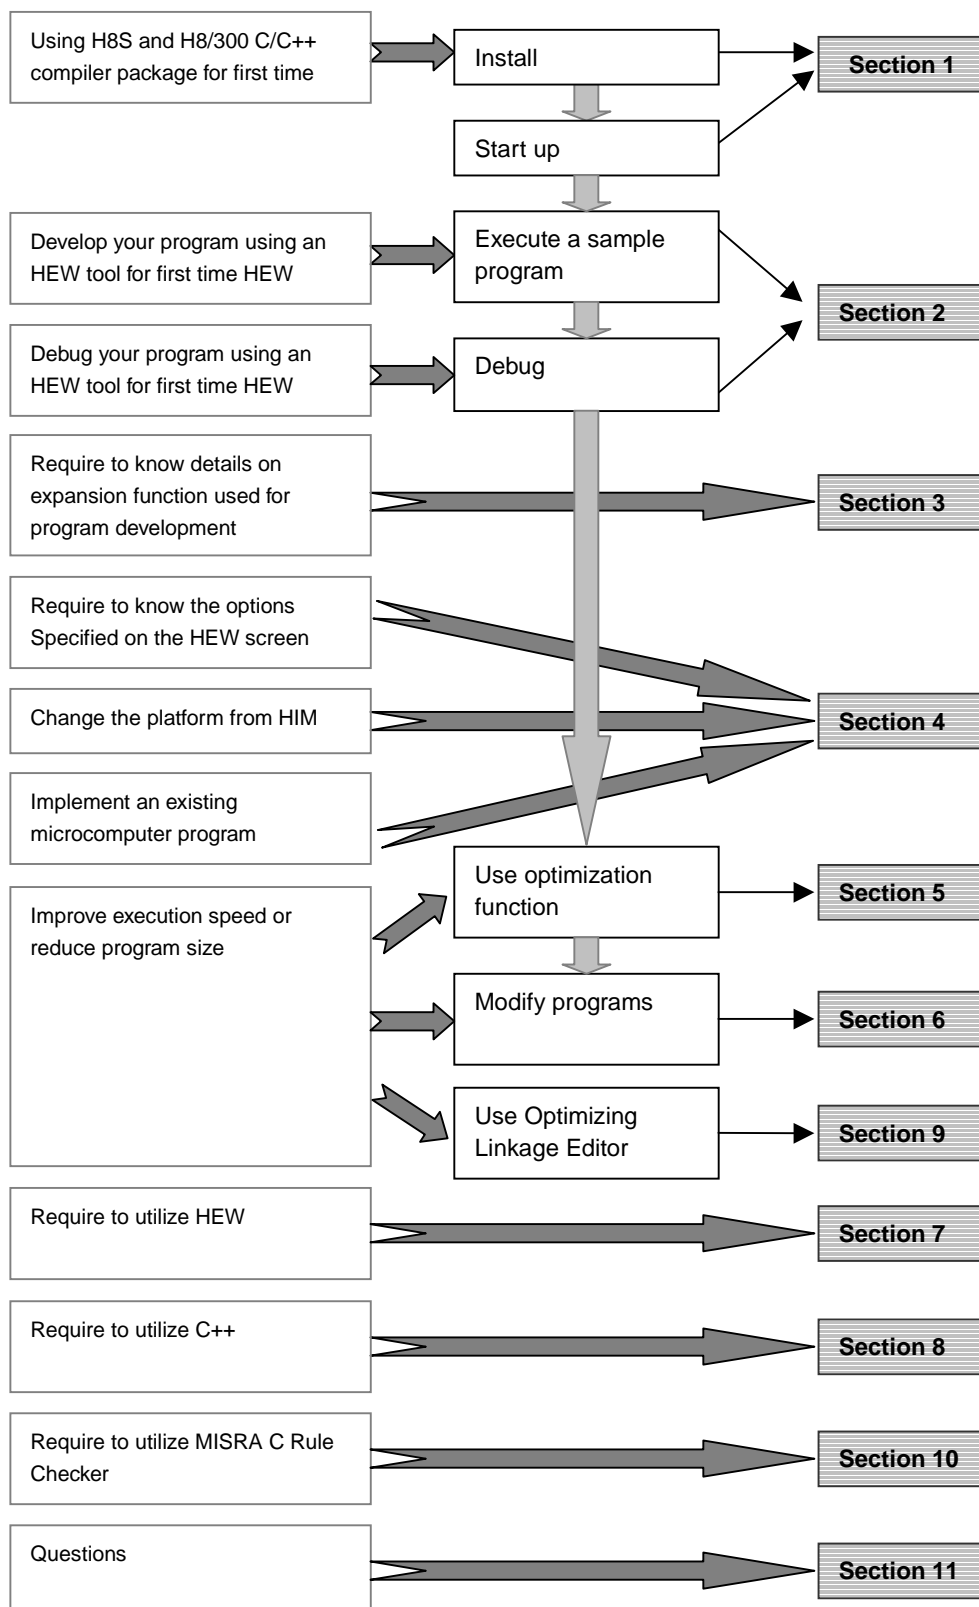 Using H8S and H8/300 C/C++
compiler package for first time
Install
Section 1
Start up
Develop your program using an
HEW tool for first time HEW
Execute a sample
program
Section 2
Debug your program using an
HEW tool for first time HEW
Debug
Require to know details on
expansion function used for
program development
Section 3
Require to know the options
Specified on the HEW screen
Change the platform from HIM
Section 4
Implement an existing
microcomputer program
Improve execution speed or
reduce program size
Use optimization
function
Section 5
Modify programs
Section 6
Use Optimizing
Linkage Editor
Section 9
Require to utilize HEW
Section 7
Require to utilize C++
Section 8
Require to utilize MISRA C Rule
Checker
Section 10
Questions
Section 11